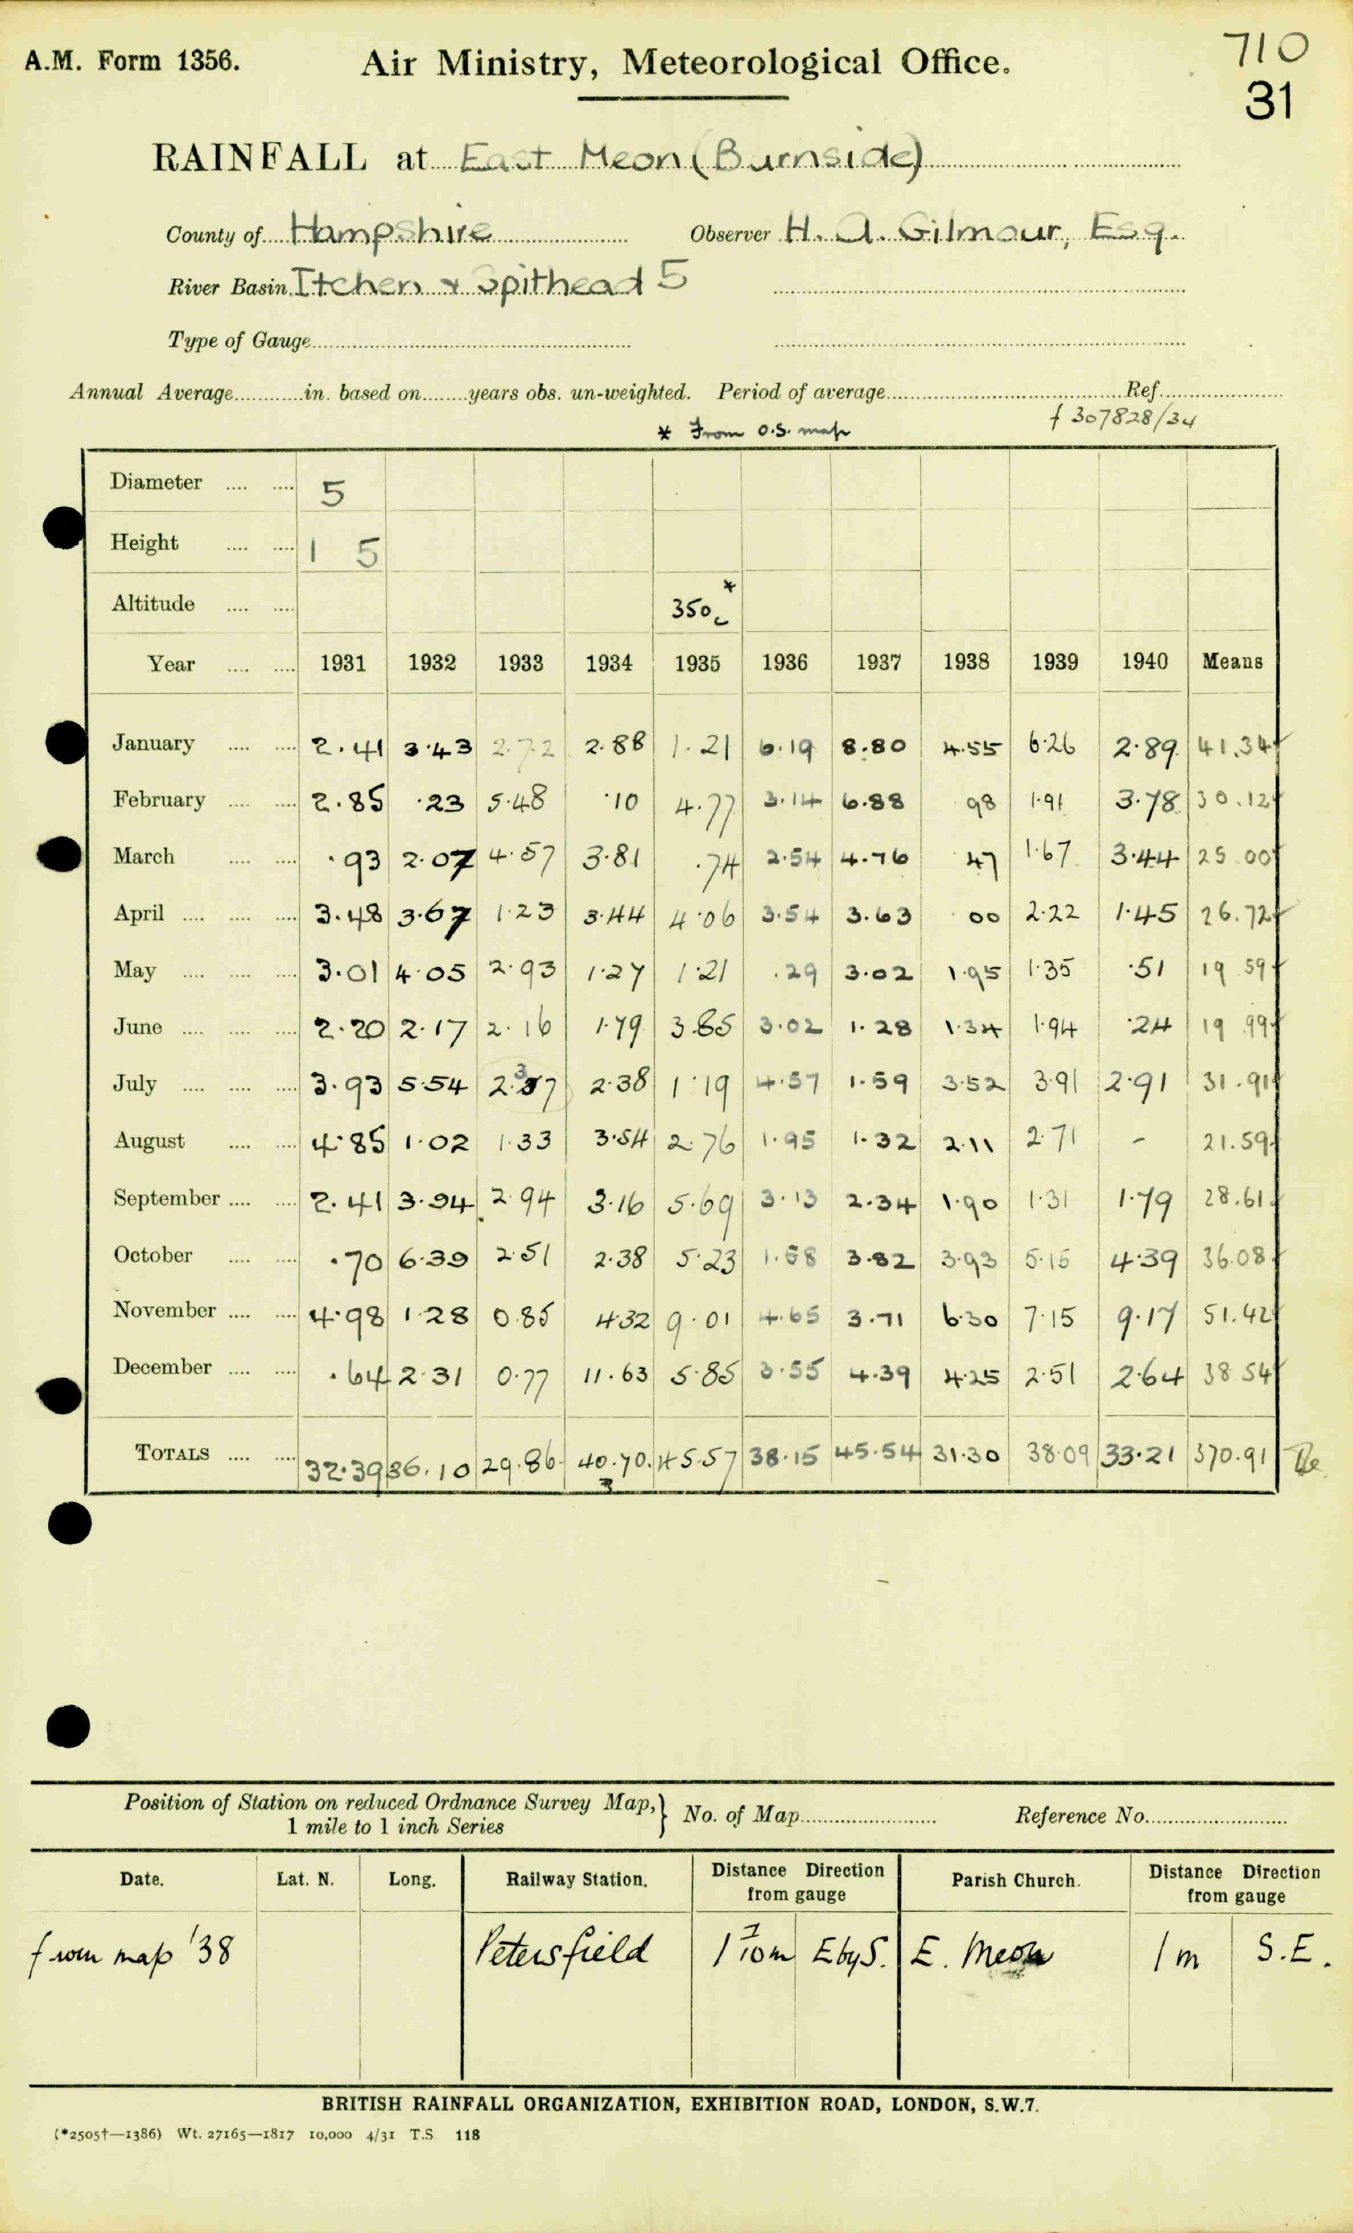 A.M. Form 1356. Air Ministry, Meteorological Office. 710
31
RAINFALL at East Meon (Burnside)
County of Hampshire Observer H. A. Gilmour, Esq.
River Basin Itchen & Spithead 5
Type of Gauge
Annual Average in. based on years obs. un-weighted. Period of average Ref.
* From O.S. map f 307828/34
Diameter 5
Height 1 5
Altitude 350c *
Year 1931 1932 1933 1934 1935 1936 1937 1938 1939 1940 Means
January 2.41 3.43 2.72 2.88 1.21 6.19 8.80 4.55 6.26 2.89 41.34
February 2.85 .23 5.48 .10 4.77 3.14 6.88 98 1.91 3.78 30.12
March .93 2.07 4.57 3.81 .74 2.54 4.76 47 1.67 3.44 25 00
April 3.48 3.67 1.23 3.44 4.06 3.54 3.63 00 2.22 1.45 26.72
May 3.01 4.05 2.93 1.27 1.21 .29 3.02 1.95 1.35 .51 19 59
June 2.20 2.17 2.16 1.79 3.85 3.02 1.28 1.34 1.94 .24 19 99
July 3.93 5.54 2.37 2.38 1.19 4.57 1.59 3.52 3.91 2.91 31.91
August 4.85 1.02 1.33 3.54 2.76 1.95 1.32 2.11 2.71 - 21.59
September 2.41 3.94 2.94 3.16 5.69 3.13 2.34 1.90 1.31 1.79 28.61
October .70 6.39 2.51 2.38 5.23 1.58 3.82 3.93 5.15 4.39 36.08
November 4.98 1.28 0.85 4.32 9.01 4.65 3.71 6.30 7.15 9.17 51.42
December .64 2.31 0.77 11.63 5.85 3.55 4.39 4.25 2.51 2.64 38 54
TOTALS 32.39 36.10 29.86 40.70 45.57 38.15 45.54 31.30 38.09 33.21 370.91
3
Position of Station on reduced Ordnance Survey Map, } No. of Map Reference No.
1 mile to 1 inch Series
Date. Lat. N. Long. Railway Station. Distance Direction from gauge Parish Church. Distance Direction from gauge
from map '38 Petersfield 1 7/10 m E by S. E. Meon 1 m S.E.
BRITISH RAINFALL ORGANIZATION, EXHIBITION ROAD, LONDON, S.W.7.
(*2505†—1386) Wt. 27165—1817 10,000 4/31 T.S 118